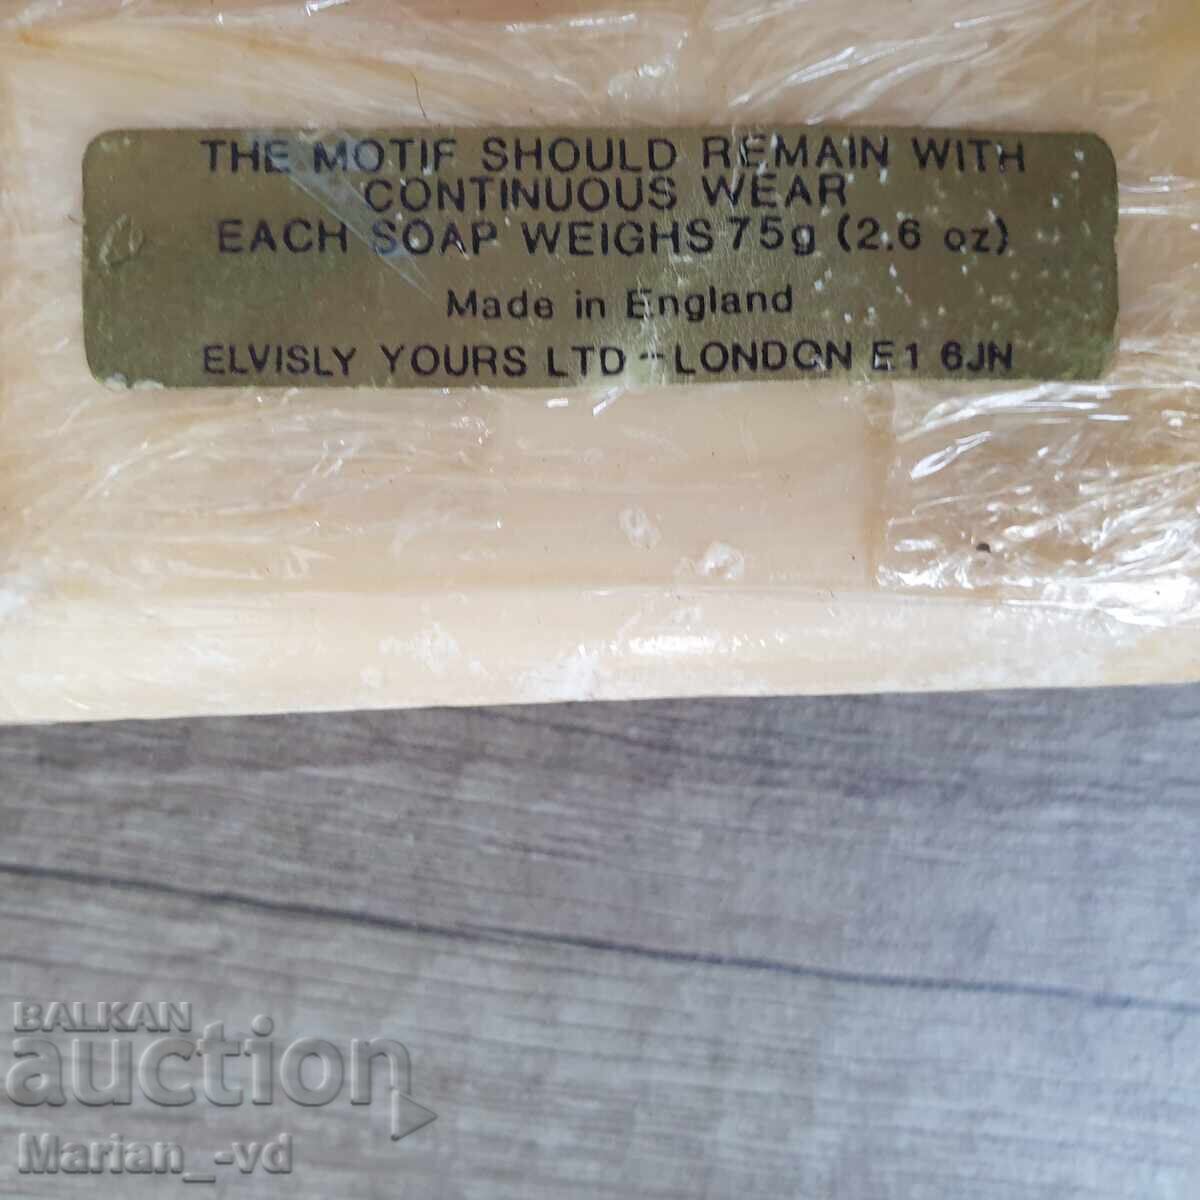 THE MOTIF SHOULD REMAIN WITH
CONTINUOUS WEAR
EACH SOAP WEIGHS 75g (2.6 oz)
Made in England
ELVISLY YOURS LTD - LONDON E1 6JN
BALKAN
auction
Marian_-vd